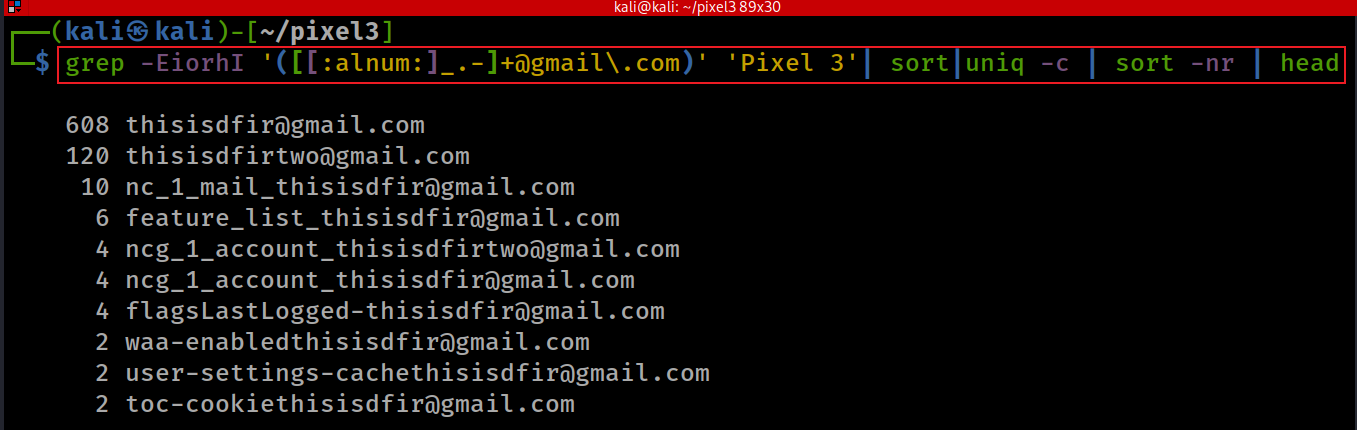 kali@kali: ~/pixel3 89x30
┌──(kali㉿kali)-[~/pixel3]
└─$ grep -EiorhI '([[:alnum:]_.-]+@gmail\.com)' 'Pixel 3'| sort|uniq -c | sort -nr | head
608 thisisdfir@gmail.com
120 thisisdfirtwo@gmail.com
10 nc_1_mail_thisisdfir@gmail.com
6 feature_list_thisisdfir@gmail.com
4 ncg_1_account_thisisdfirtwo@gmail.com
4 ncg_1_account_thisisdfir@gmail.com
4 flagsLastLogged-thisisdfir@gmail.com
2 waa-enabledthisisdfir@gmail.com
2 user-settings-cachethisisdfir@gmail.com
2 toc-cookiethisisdfir@gmail.com